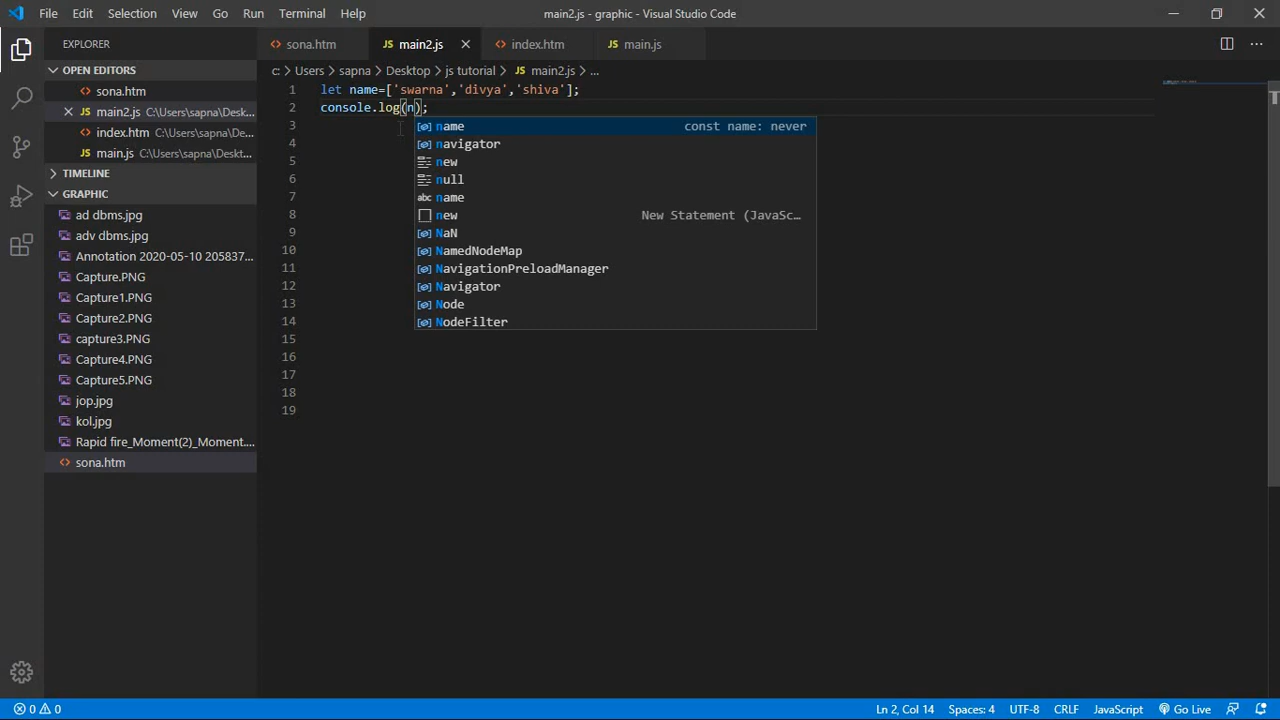 File Edit Selection View Go Run Terminal Help main2.js - graphic - Visual Studio Code
EXPLORER
sona.htm main2.js index.htm main.js
OPEN EDITORS
sona.htm
main2.js C:\Users\sapna\Desk...
index.htm C:\Users\sapna\De...
main.js C:\Users\sapna\Deskt...
TIMELINE
GRAPHIC
ad dbms.jpg
adv dbms.jpg
Annotation 2020-05-10 205837...
Capture.PNG
Capture1.PNG
Capture2.PNG
capture3.PNG
Capture4.PNG
Capture5.PNG
jop.jpg
kol.jpg
Rapid fire_Moment(2)_Moment....
sona.htm
c: > Users > sapna > Desktop > js tutorial > main2.js > ...
1 let name=['swarna','divya','shiva'];
2 console.log(n);
3
4
5
6
7
8
9
10
11
12
13
14
15
16
17
18
19
name const name: never
navigator
new
null
abc name
new New Statement (JavaSc...
NaN
NamedNodeMap
NavigationPreloadManager
Navigator
Node
NodeFilter
0 0 Ln 2, Col 14 Spaces: 4 UTF-8 CRLF JavaScript Go Live